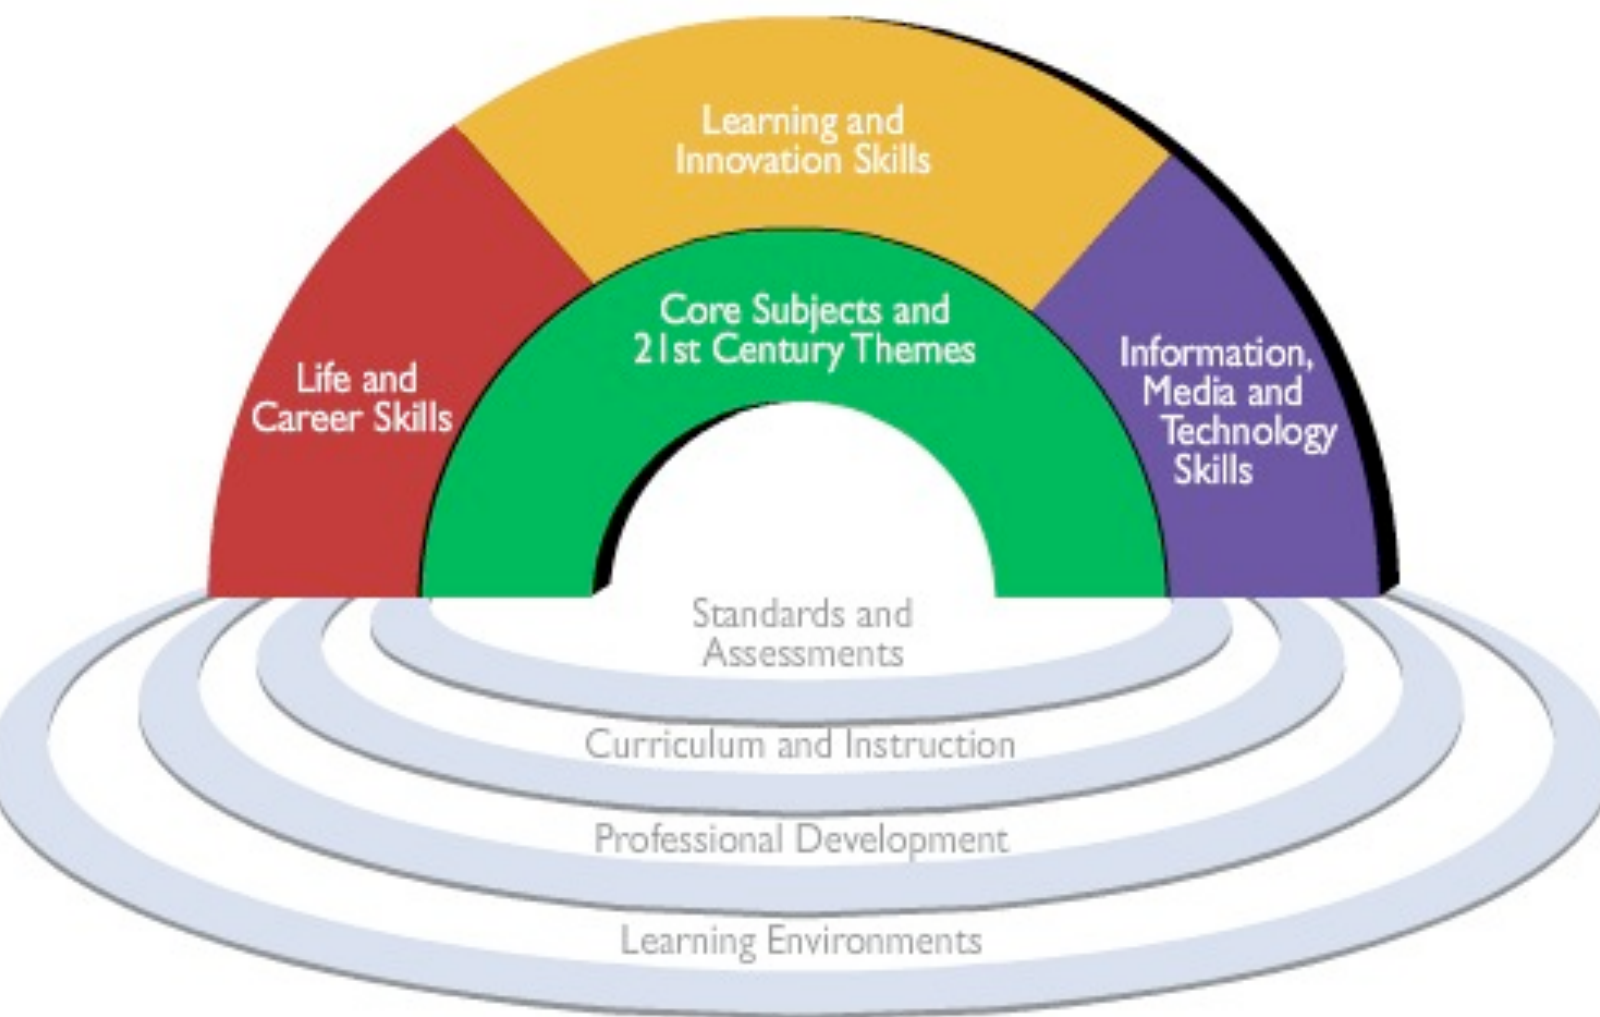 Learning and
Innovation Skills
Core Subjects and
21st Century Themes
Life and
Career Skills
Information,
Media and
Technology
Skills
Standards and
Assessments
Curriculum and Instruction
Professional Development
Learning Environments